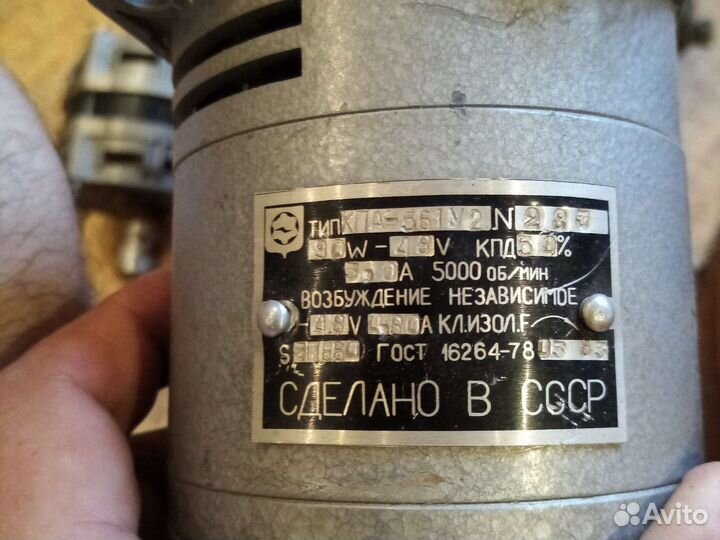 ТИП КПА-561У2 N
90W -48V КПД %
А 5000 ОБ/МИН
ВОЗБУЖДЕНИЕ НЕЗАВИСИМОЕ
-48V А КЛ.ИЗОЛ.F
S ГОСТ 16264-78
СДЕЛАНО В СССР
Avito